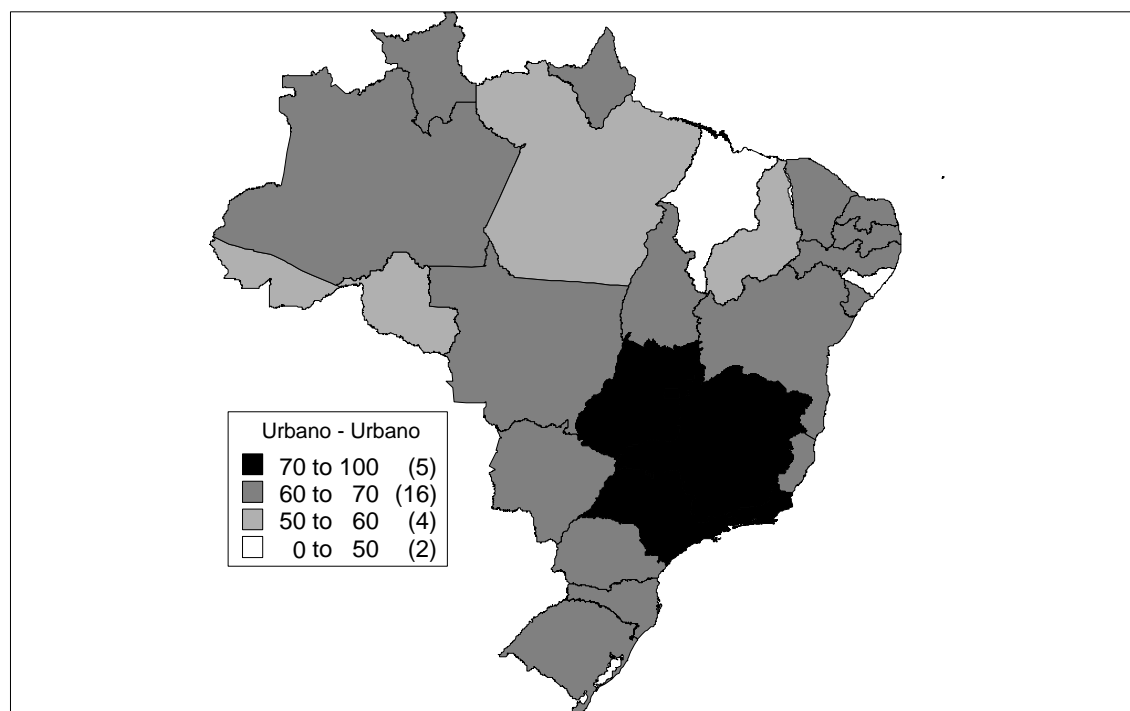 Urbano - Urbano
70 to 100 (5)
60 to 70 (16)
50 to 60 (4)
0 to 50 (2)